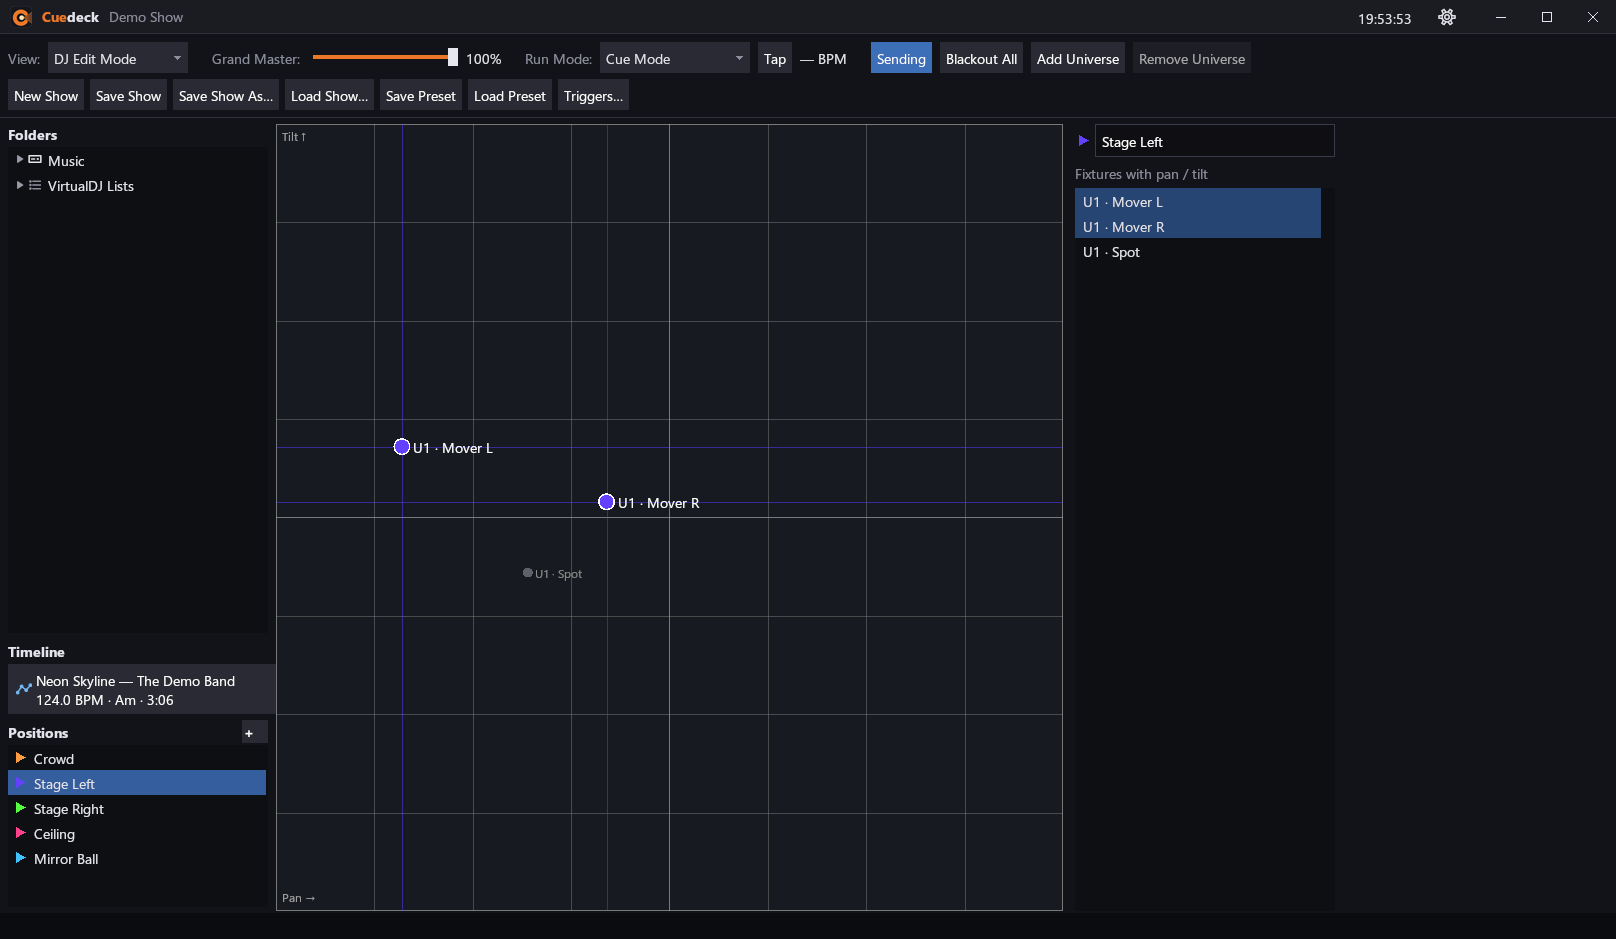 Cuedeck Demo Show 19:53:53
View: DJ Edit Mode Grand Master: 100% Run Mode: Cue Mode Tap — BPM Sending Blackout All Add Universe Remove Universe
New Show Save Show Save Show As... Load Show... Save Preset Load Preset Triggers...
Folders
Music
VirtualDJ Lists
Timeline
Neon Skyline — The Demo Band
124.0 BPM · Am · 3:06
Positions +
Crowd
Stage Left
Stage Right
Ceiling
Mirror Ball
Tilt ↑
U1 · Mover L
U1 · Mover R
U1 · Spot
Pan →
Stage Left
Fixtures with pan / tilt
U1 · Mover L
U1 · Mover R
U1 · Spot